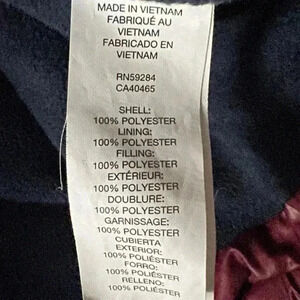 MADE IN VIETNAM
FABRIQUÉ AU
VIETNAM
FABRICADO EN
VIETNAM
RN59284
CA40465
SHELL:
100% POLYESTER
LINING:
100% POLYESTER
FILLING:
100% POLYESTER
EXTÉRIEUR:
100% POLYESTER
DOUBLURE:
100% POLYESTER
GARNISSAGE:
100% POLYESTER
CUBIERTA
EXTERIOR:
100% POLIÉSTER
FORRO:
100% POLIÉSTER
RELLENO:
100% POLIÉSTER